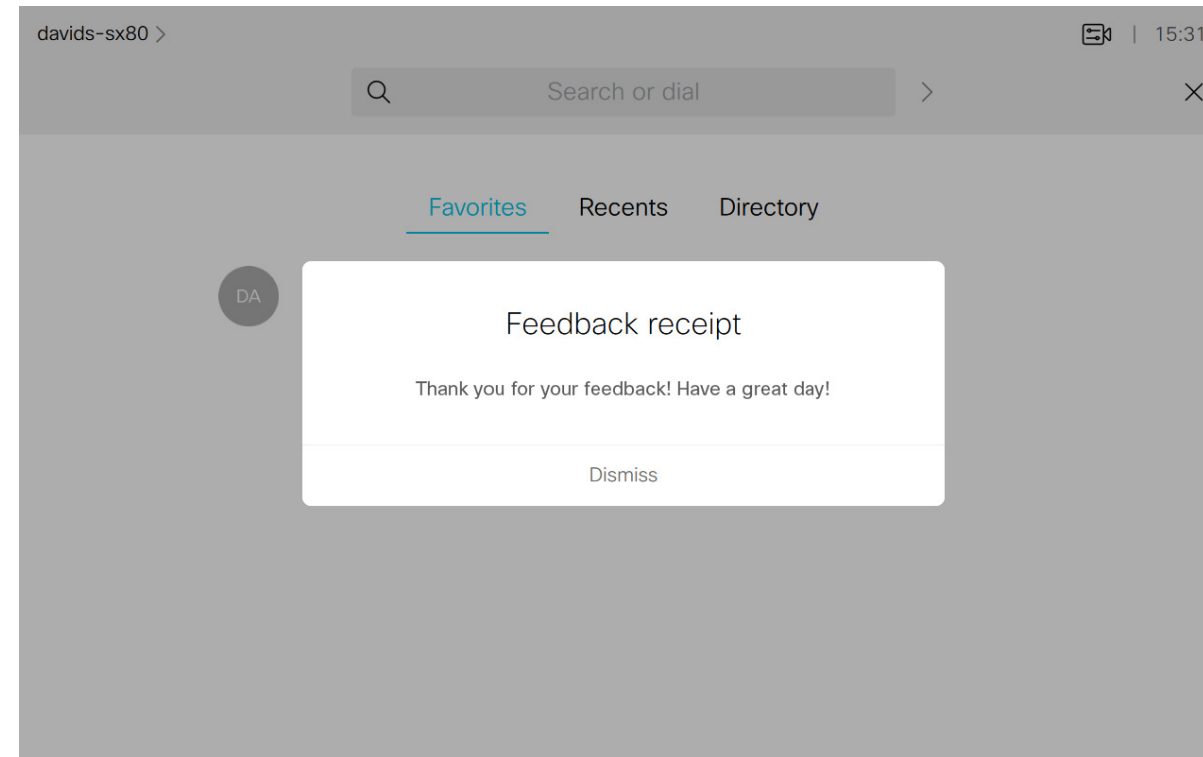 davids-sx80 >
| 15:31
Search or dial
Favorites Recents Directory
DA
Feedback receipt
Thank you for your feedback! Have a great day!
Dismiss